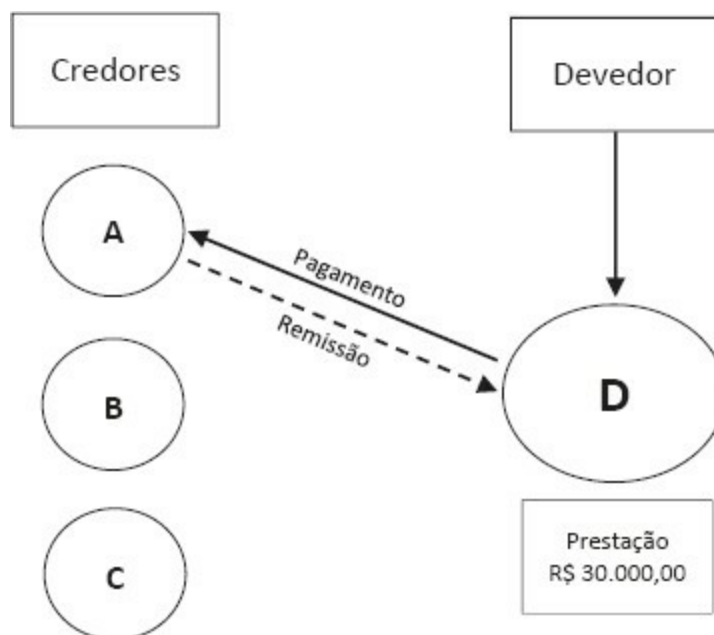 Credores
Devedor
A
Pagamento
Remissão
B
D
C
Prestação
R$ 30.000,00